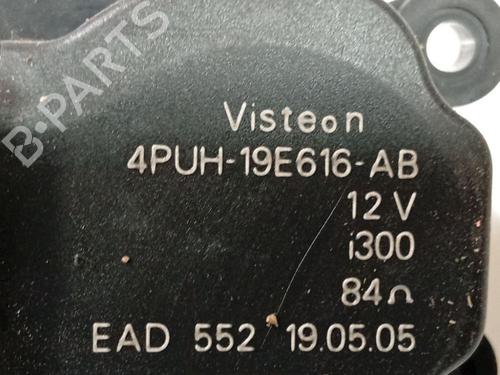 B-PARTS
Visteon
4PUH-19E616-AB
12 V
i300
84Ω
EAD 552 19.05.05